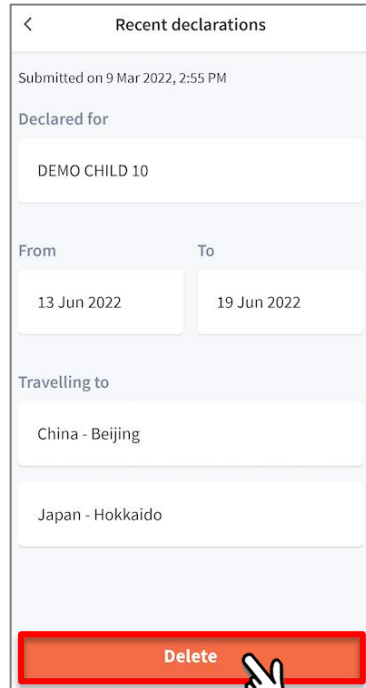 Recent declarations
Submitted on 9 Mar 2022, 2:55 PM
Declared for
DEMO CHILD 10
From To
13 Jun 2022 19 Jun 2022
Travelling to
China - Beijing
Japan - Hokkaido
Delete